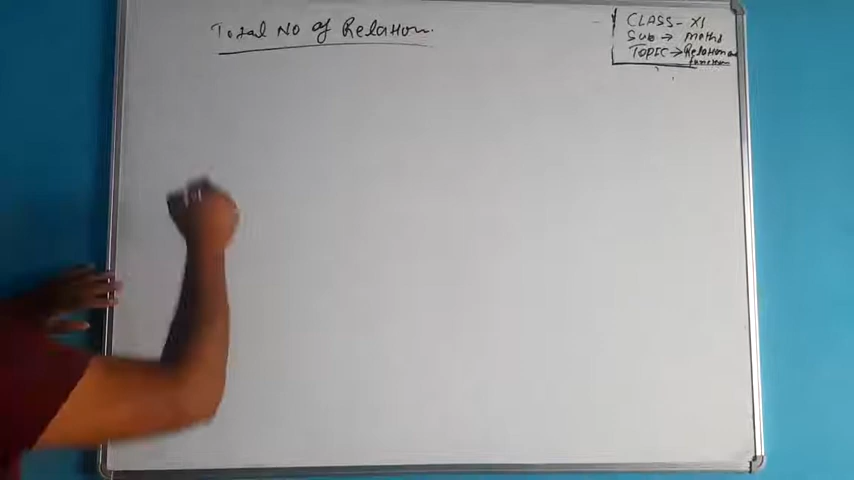 Total No of Relation.
CLASS - XI
Sub → Maths
TOPIC → Relation &
function